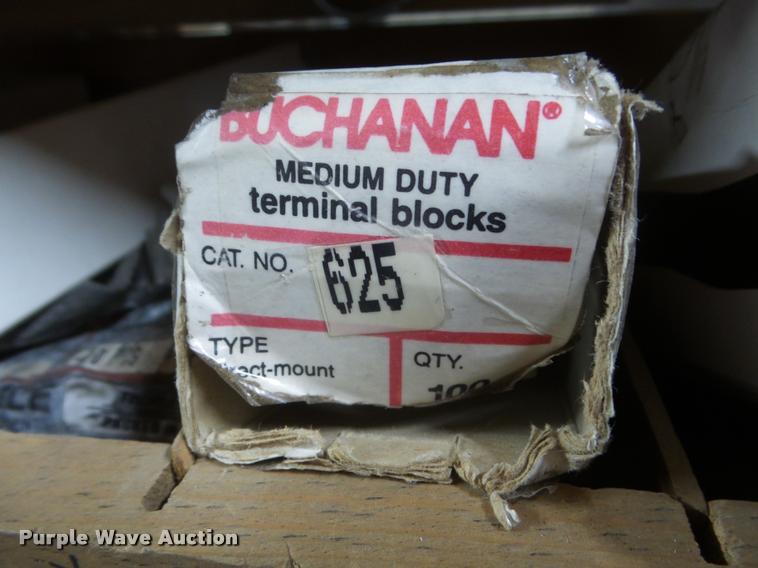 BUCHANAN®
MEDIUM DUTY
terminal blocks
CAT. NO. 625
TYPE
QTY.
Purple Wave Auction